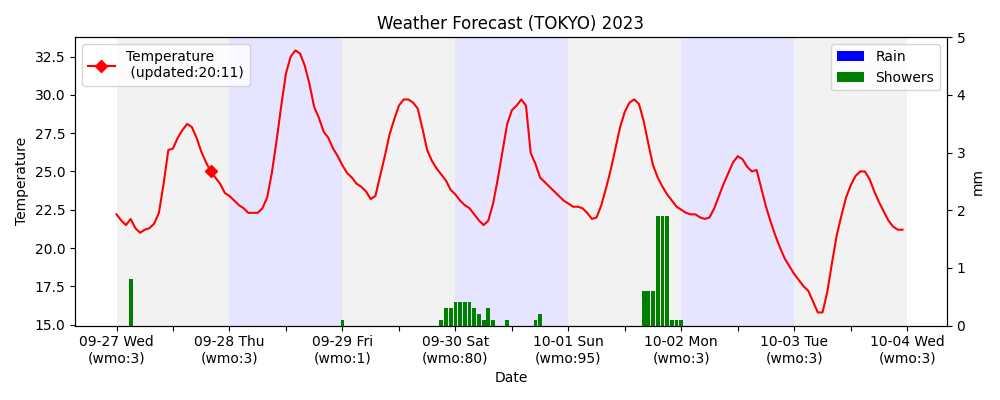 Weather Forecast (TOKYO) 2023
Temperature
(updated:20:11)
Rain
Showers
Temperature
32.5
30.0
27.5
25.0
22.5
20.0
17.5
15.0
5
4
3
2
1
0
mm
09-27 Wed
(wmo:3)
09-28 Thu
(wmo:3)
09-29 Fri
(wmo:1)
09-30 Sat
(wmo:80)
10-01 Sun
(wmo:95)
10-02 Mon
(wmo:3)
10-03 Tue
(wmo:3)
10-04 Wed
(wmo:3)
Date